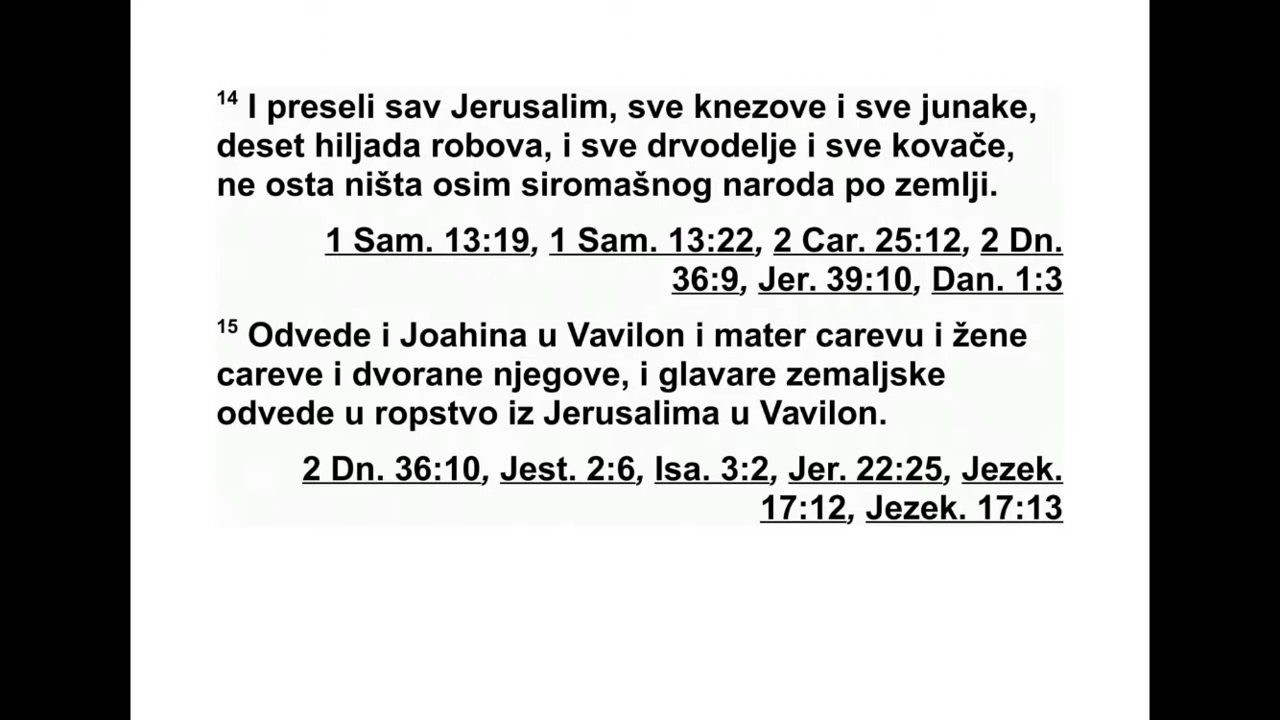 14 I preseli sav Jerusalim, sve knezove i sve junake,
deset hiljada robova, i sve drvodelje i sve kovače,
ne osta ništa osim siromašnog naroda po zemlji.
1 Sam. 13:19, 1 Sam. 13:22, 2 Car. 25:12, 2 Dn.
36:9, Jer. 39:10, Dan. 1:3
15 Odvede i Joahina u Vavilon i mater carevu i žene
careve i dvorane njegove, i glavare zemaljske
odvede u ropstvo iz Jerusalima u Vavilon.
2 Dn. 36:10, Jest. 2:6, Isa. 3:2, Jer. 22:25, Jezek.
17:12, Jezek. 17:13